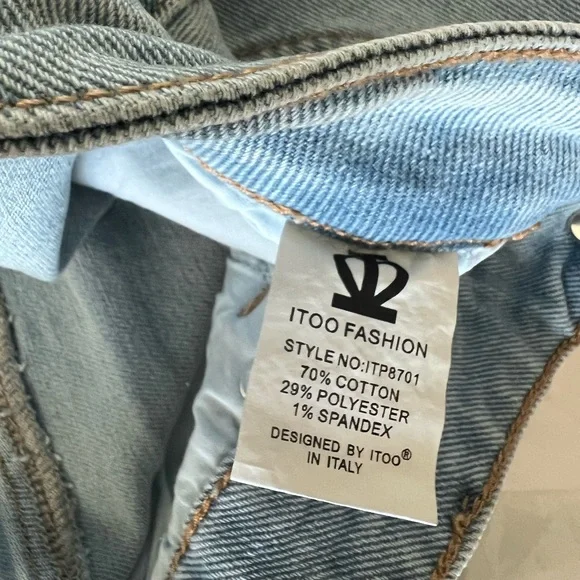 ITOO FASHION
STYLE NO:ITP8701
70% COTTON
29% POLYESTER
1% SPANDEX
DESIGNED BY ITOO®
IN ITALY